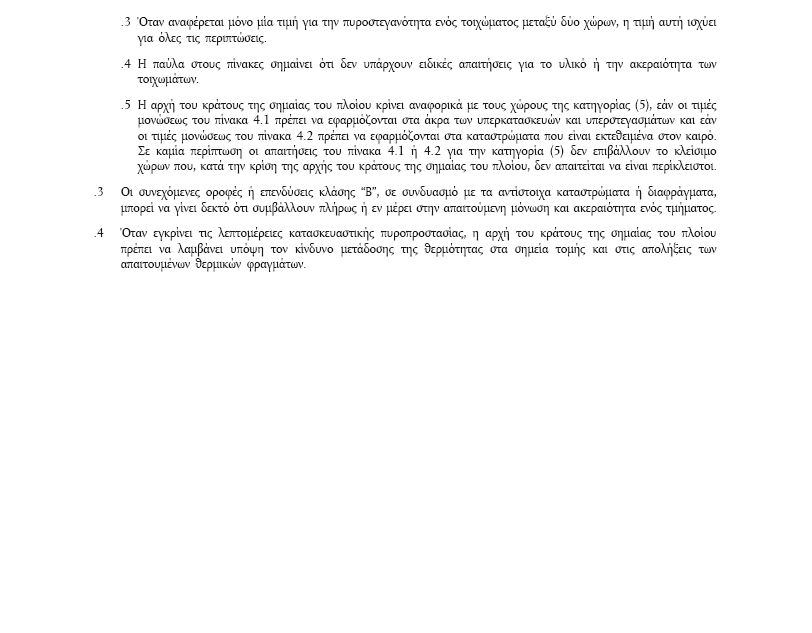 .3 Όταν αναφέρεται μόνο μία τιμή για την πυροστεγανότητα ενός τοιχώματος μεταξύ δύο χώρων, η τιμή αυτή ισχύει
για όλες τις περιπτώσεις.
.4 Η παύλα στους πίνακες σημαίνει ότι δεν υπάρχουν ειδικές απαιτήσεις για το υλικό ή την ακεραιότητα των
τοιχωμάτων.
.5 Η αρχή του κράτους της σημαίας του πλοίου κρίνει αναφορικά με τους χώρους της κατηγορίας (5), εάν οι τιμές
μονώσεως του πίνακα 4.1 πρέπει να εφαρμόζονται στα άκρα των υπερκατασκευών και υπερστεγασμάτων και εάν
οι τιμές μονώσεως του πίνακα 4.2 πρέπει να εφαρμόζονται στα καταστρώματα που είναι εκτεθειμένα στον καιρό.
Σε καμία περίπτωση οι απαιτήσεις του πίνακα 4.1 ή 4.2 για την κατηγορία (5) δεν επιβάλλουν το κλείσιμο
χώρων που, κατά την κρίση της αρχής του κράτους της σημαίας του πλοίου, δεν απαιτείται να είναι περίκλειστοι.
.3 Οι συνεχόμενες οροφές ή επενδύσεις κλάσης “Β”, σε συνδυασμό με τα αντίστοιχα καταστρώματα ή διαφράγματα,
μπορεί να γίνει δεκτό ότι συμβάλλουν πλήρως ή εν μέρει στην απαιτούμενη μόνωση και ακεραιότητα ενός τμήματος.
.4 Όταν εγκρίνει τις λεπτομέρειες κατασκευαστικής πυροπροστασίας, η αρχή του κράτους της σημαίας του πλοίου
πρέπει να λαμβάνει υπόψη τον κίνδυνο μετάδοσης της θερμότητας στα σημεία τομής και στις απολήξεις των
απαιτουμένων θερμικών φραγμάτων.